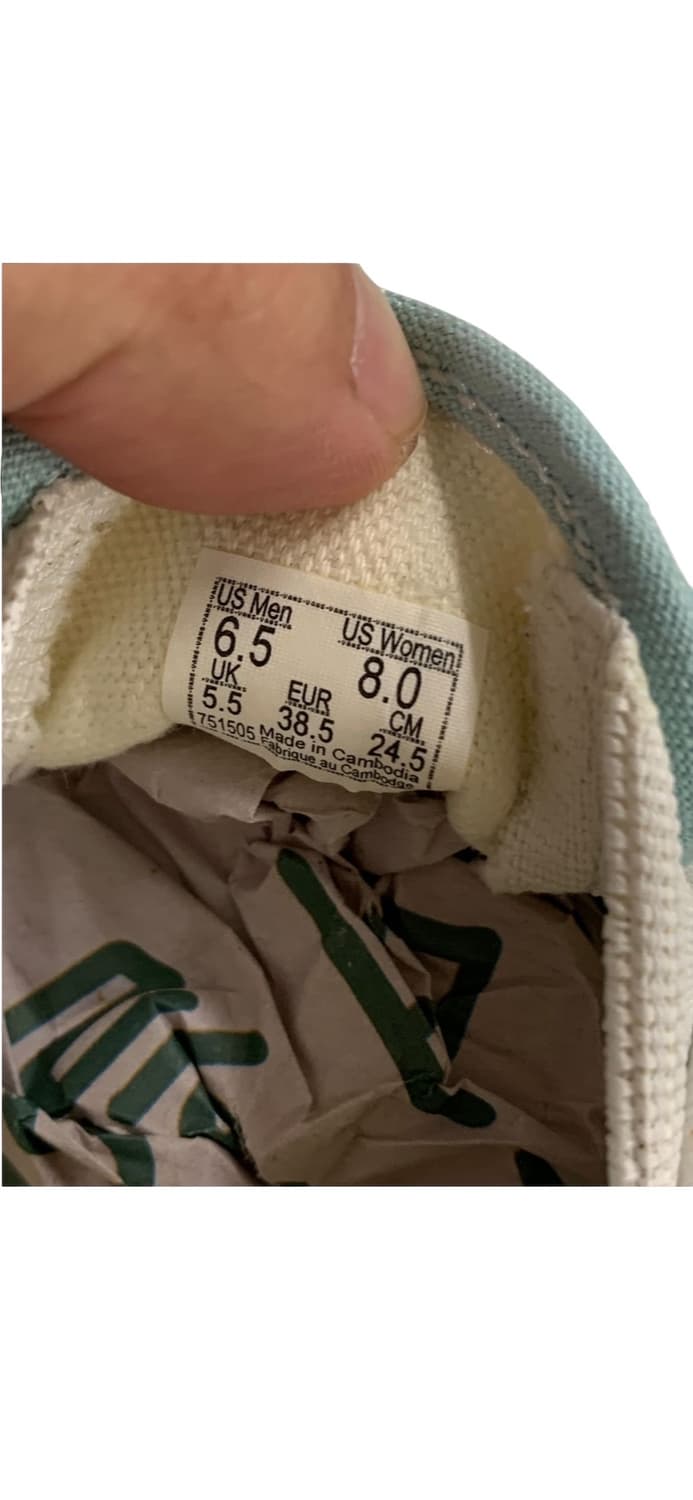 US Men US Women
6.5 8.0
UK EUR CM
5.5 38.5 24.5
751505 Made in Cambodia
Fabrique au Cambodge